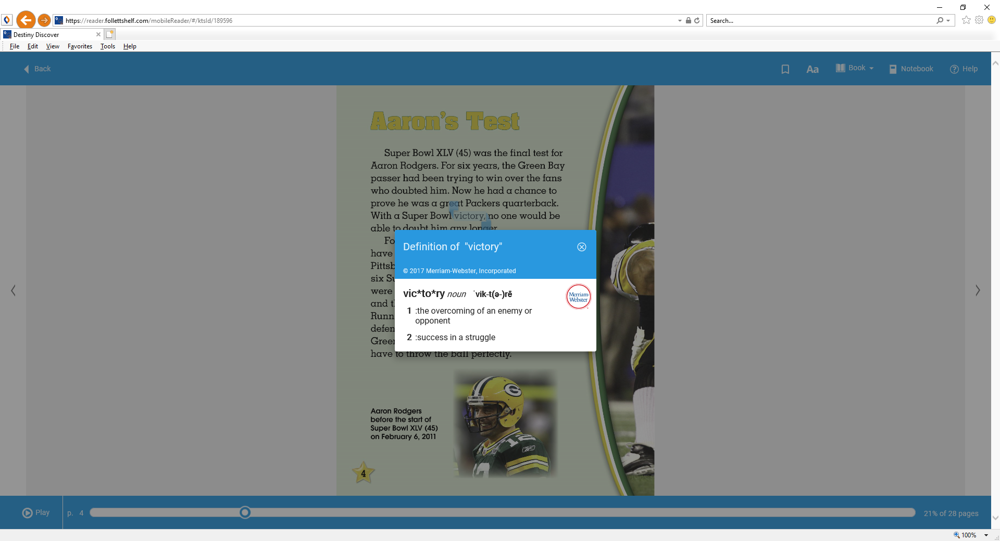 https://reader.follettshelf.com/mobileReader/#/ktsld/189596
Search...
Destiny Discover
File Edit View Favorites Tools Help
Back
Aa Book Notebook Help
Aaron's Test
Super Bowl XLV (45) was the final test for
Aaron Rodgers. For six years, the Green Bay
passer had been trying to win over the fans
who doubted him. Now he had a chance to
prove he was a great Packers quarterback.
With a Super Bowl victory, no one would be
able to doubt him any longer
Definition of "victory"
© 2017 Merriam-Webster, Incorporated
vic*to*ry noun ˈvik-t(ə-)rē
Merriam-
Webster
1 :the overcoming of an enemy or
opponent
2 :success in a struggle
have
six
were
and
have to throw the ball perfectly.
Aaron Rodgers
before the start of
Super Bowl XLV (45)
on February 6, 2011
12
4
Play p. 4 21% of 28 pages
100%